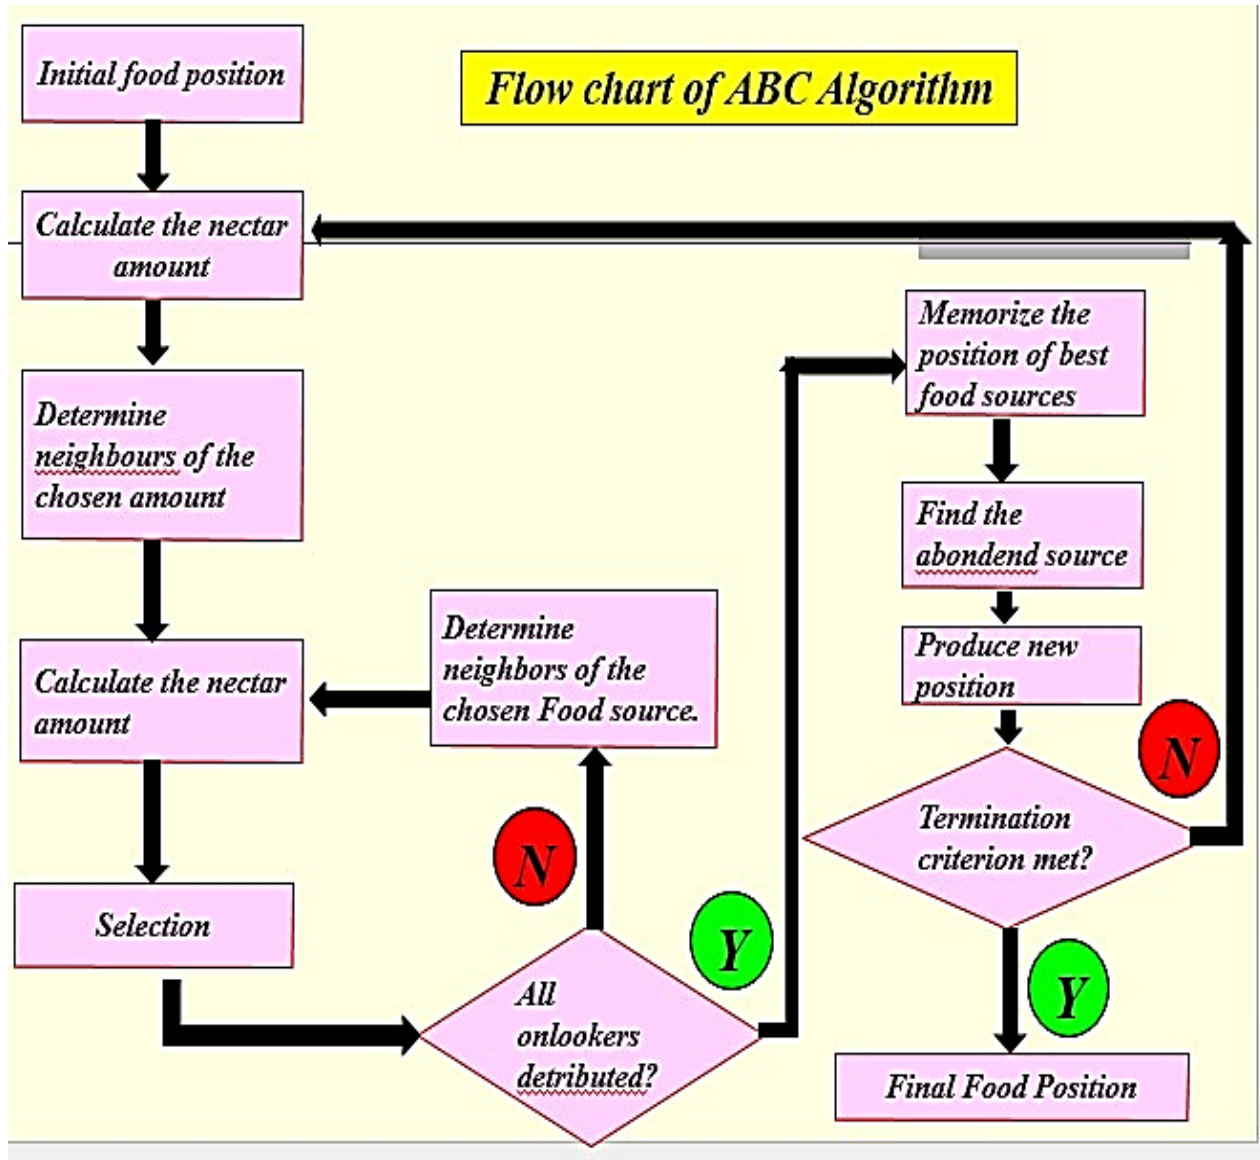 Initial food position
Flow chart of ABC Algorithm
Calculate the nectar
amount
Determine
neighbours of the
chosen amount
Calculate the nectar
amount
Selection
Determine
neighbors of the
chosen Food source.
N
All
onlookers
detributed?
Y
Memorize the
position of best
food sources
Find the
abondend source
Produce new
position
Termination
criterion met?
N
Y
Final Food Position